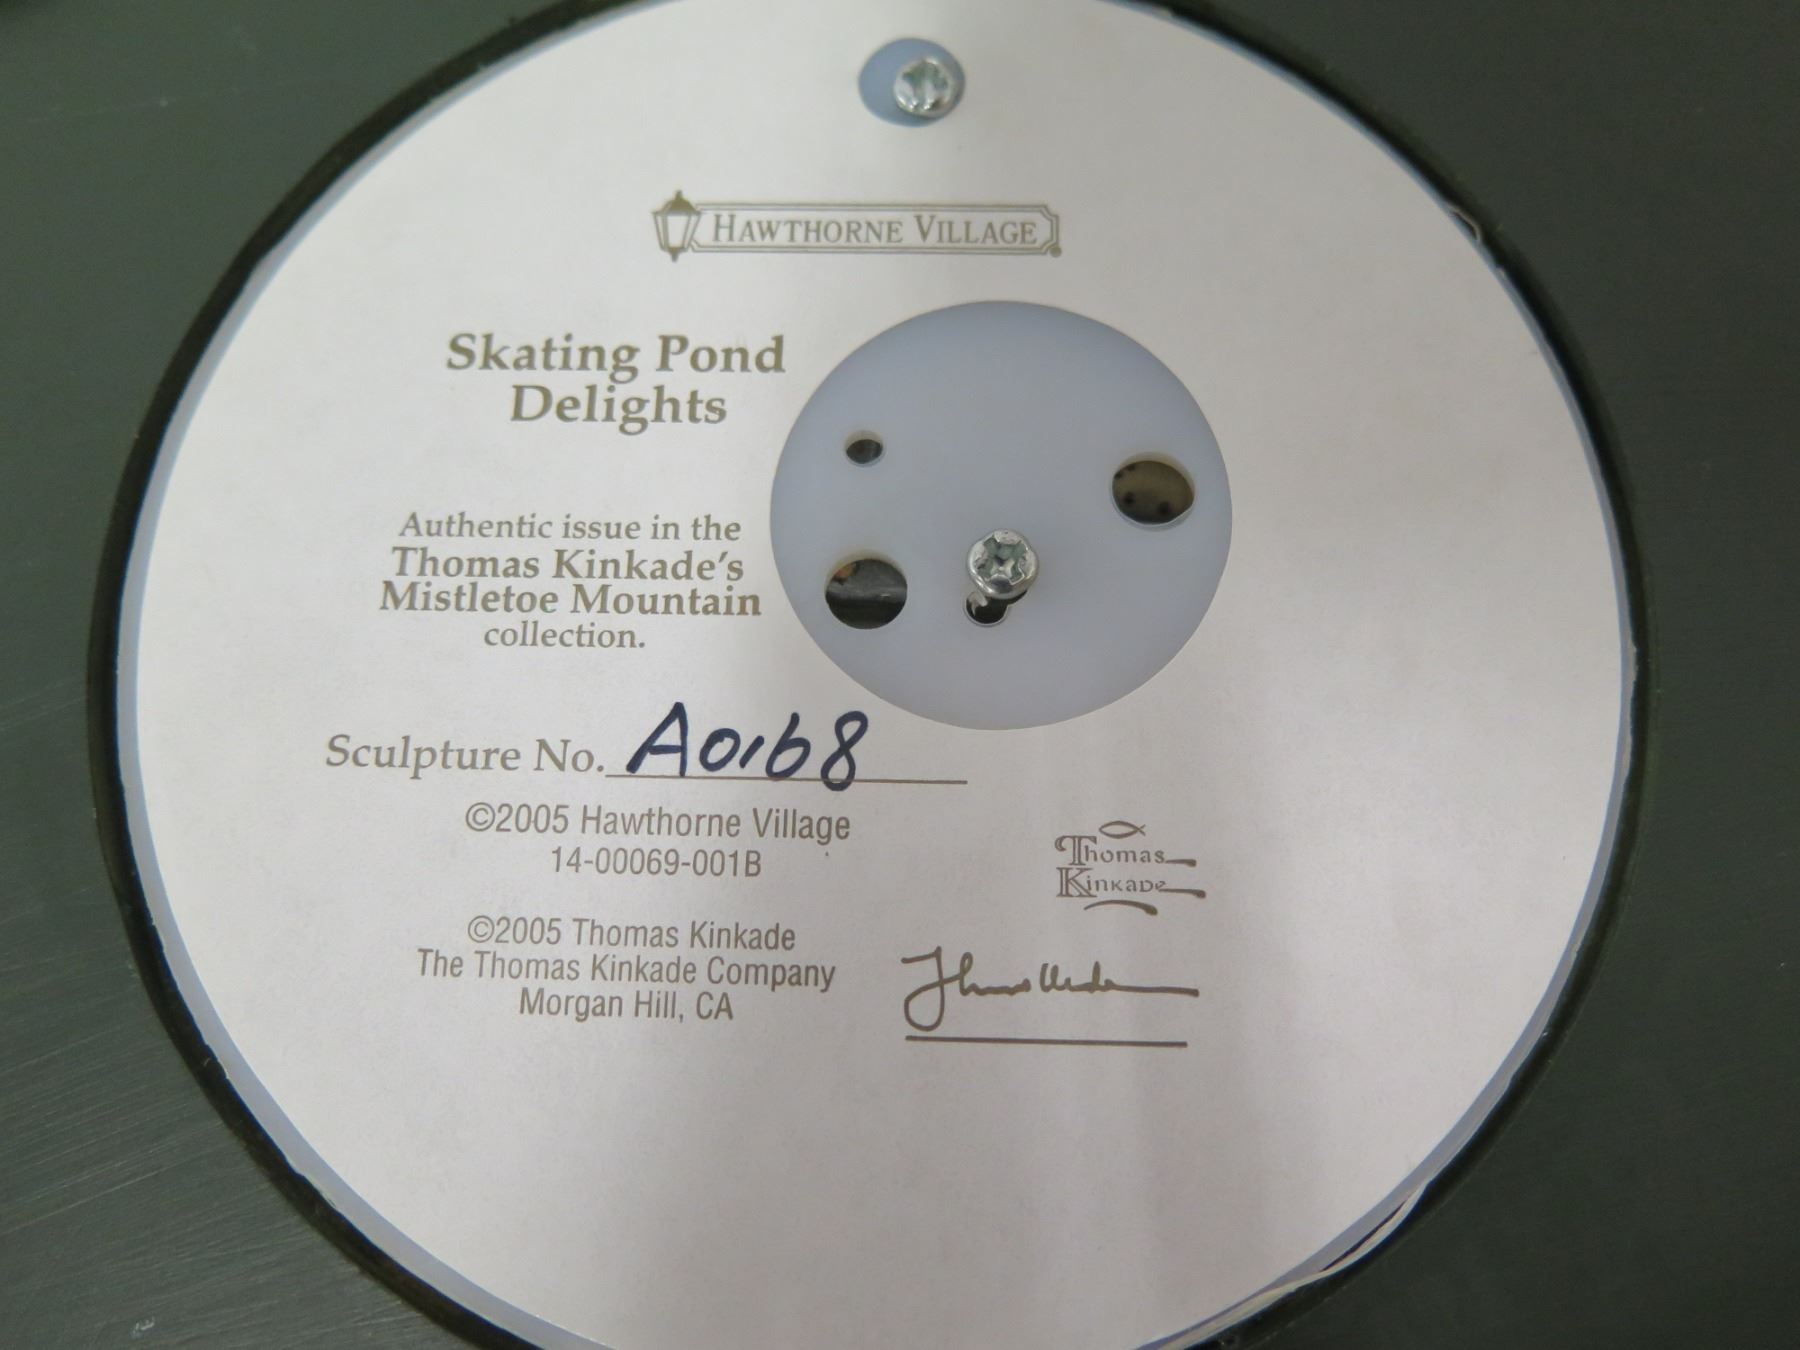 HAWTHORNE VILLAGE
Skating Pond
Delights
Authentic issue in the
Thomas Kinkade's
Mistletoe Mountain
collection.
Sculpture No. A0168
©2005 Hawthorne Village
14-00069-001B
©2005 Thomas Kinkade
The Thomas Kinkade Company
Morgan Hill, CA
Thomas
Kinkade